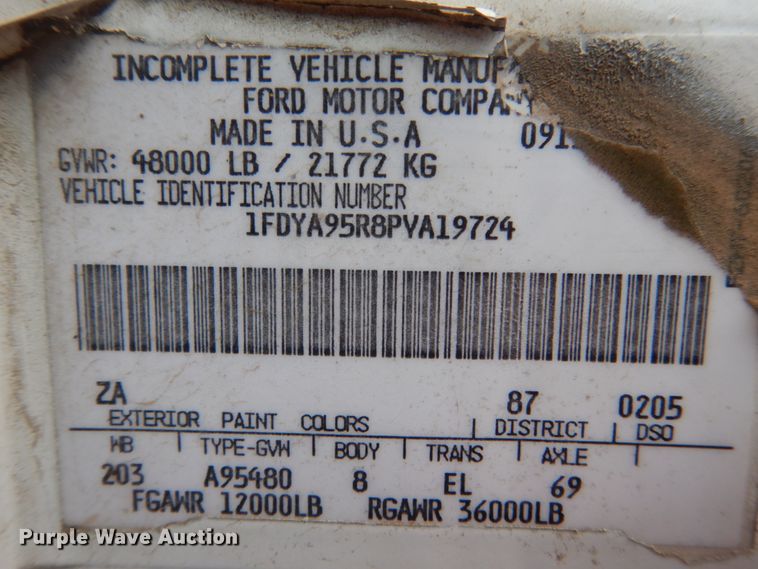 INCOMPLETE VEHICLE
FORD MOTOR COMPANY
MADE IN U.S.A
GVWR: 48000 LB / 21772 KG
VEHICLE IDENTIFICATION NUMBER
1FDYA95R8PVA19724
ZA 87 0205
EXTERIOR PAINT COLORS DISTRICT DSO
WB TYPE-GVW BODY TRANS AXLE
203 A95480 8 EL 69
FGAWR 12000LB RGAWR 36000LB
Purple Wave Auction